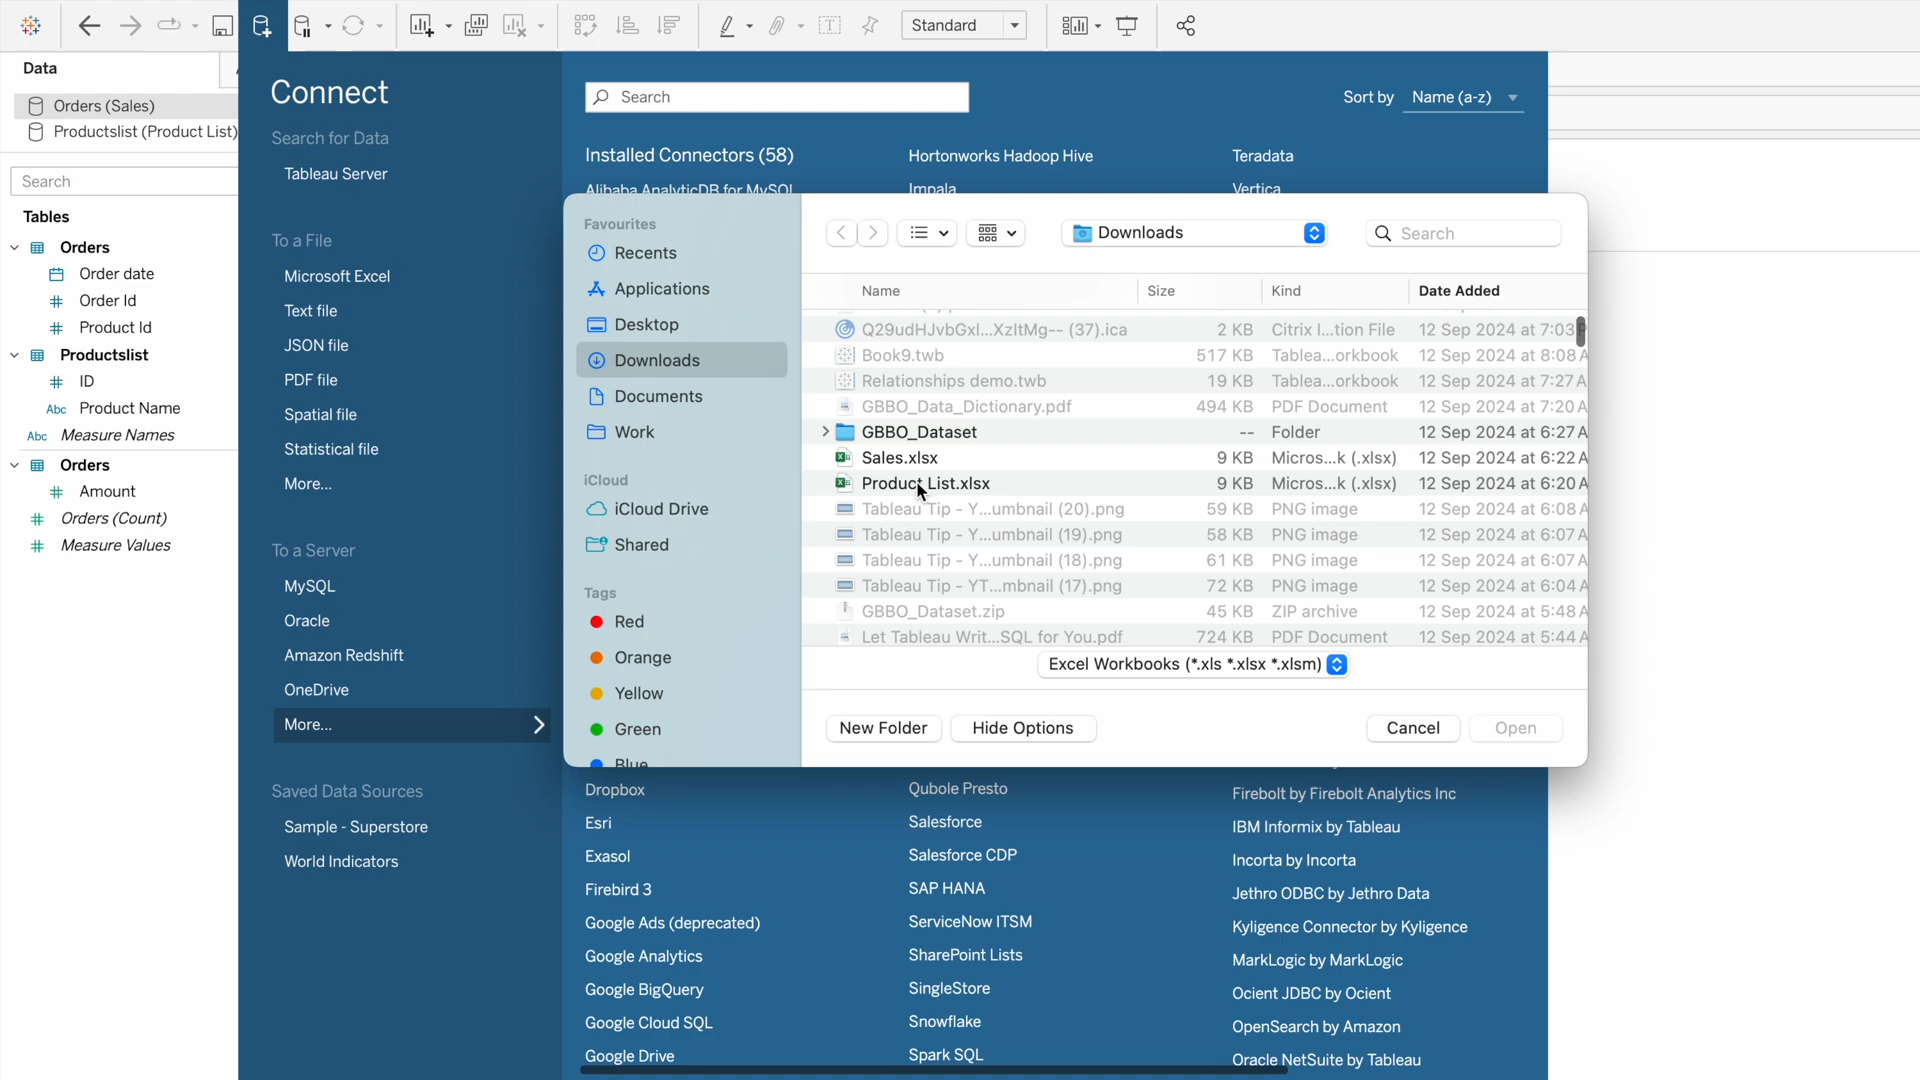 Standard
Data
Orders (Sales)
Productslist (Product List)
Search
Tables
Orders
Order date
Order Id
Product Id
Productslist
ID
Abc Product Name
Abc Measure Names
Orders
Amount
Orders (Count)
Measure Values
Connect
Search for Data
Tableau Server
To a File
Microsoft Excel
Text file
JSON file
PDF file
Spatial file
Statistical file
More...
To a Server
MySQL
Oracle
Amazon Redshift
OneDrive
More...
Saved Data Sources
Sample - Superstore
World Indicators
Search
Sort by Name (a-z)
Installed Connectors (58)
Alibaba AnalyticDB for MySQL
Hortonworks Hadoop Hive
Impala
Teradata
Vertica
Favourites
Recents
Applications
Desktop
Downloads
Documents
Work
iCloud
iCloud Drive
Shared
Tags
Red
Orange
Yellow
Green
Blue
Downloads
Search
Name Size Kind Date Added
Q29udHJvbGxl...XzItMg-- (37).ica 2 KB Citrix I...tion File 12 Sep 2024 at 7:03
Book9.twb 517 KB Tablea...orkbook 12 Sep 2024 at 8:08 A
Relationships demo.twb 19 KB Tablea...orkbook 12 Sep 2024 at 7:27 A
GBBO_Data_Dictionary.pdf 494 KB PDF Document 12 Sep 2024 at 7:20 A
GBBO_Dataset -- Folder 12 Sep 2024 at 6:27 A
Sales.xlsx 9 KB Micros...k (.xlsx) 12 Sep 2024 at 6:22 A
Product List.xlsx 9 KB Micros...k (.xlsx) 12 Sep 2024 at 6:20 A
Tableau Tip - Y...umbnail (20).png 59 KB PNG image 12 Sep 2024 at 6:08 A
Tableau Tip - Y...umbnail (19).png 58 KB PNG image 12 Sep 2024 at 6:07 A
Tableau Tip - Y...umbnail (18).png 61 KB PNG image 12 Sep 2024 at 6:07 A
Tableau Tip - YT...mbnail (17).png 72 KB PNG image 12 Sep 2024 at 6:04 A
GBBO_Dataset.zip 45 KB ZIP archive 12 Sep 2024 at 5:48 A
Let Tableau Writ...SQL for You.pdf 724 KB PDF Document 12 Sep 2024 at 5:44 A
Excel Workbooks (*.xls *.xlsx *.xlsm)
New Folder Hide Options Cancel Open
Dropbox
Esri
Exasol
Firebird 3
Google Ads (deprecated)
Google Analytics
Google BigQuery
Google Cloud SQL
Google Drive
Qubole Presto
Salesforce
Salesforce CDP
SAP HANA
ServiceNow ITSM
SharePoint Lists
SingleStore
Snowflake
Spark SQL
Firebolt by Firebolt Analytics Inc
IBM Informix by Tableau
Incorta by Incorta
Jethro ODBC by Jethro Data
Kyligence Connector by Kyligence
MarkLogic by MarkLogic
Ocient JDBC by Ocient
OpenSearch by Amazon
Oracle NetSuite by Tableau